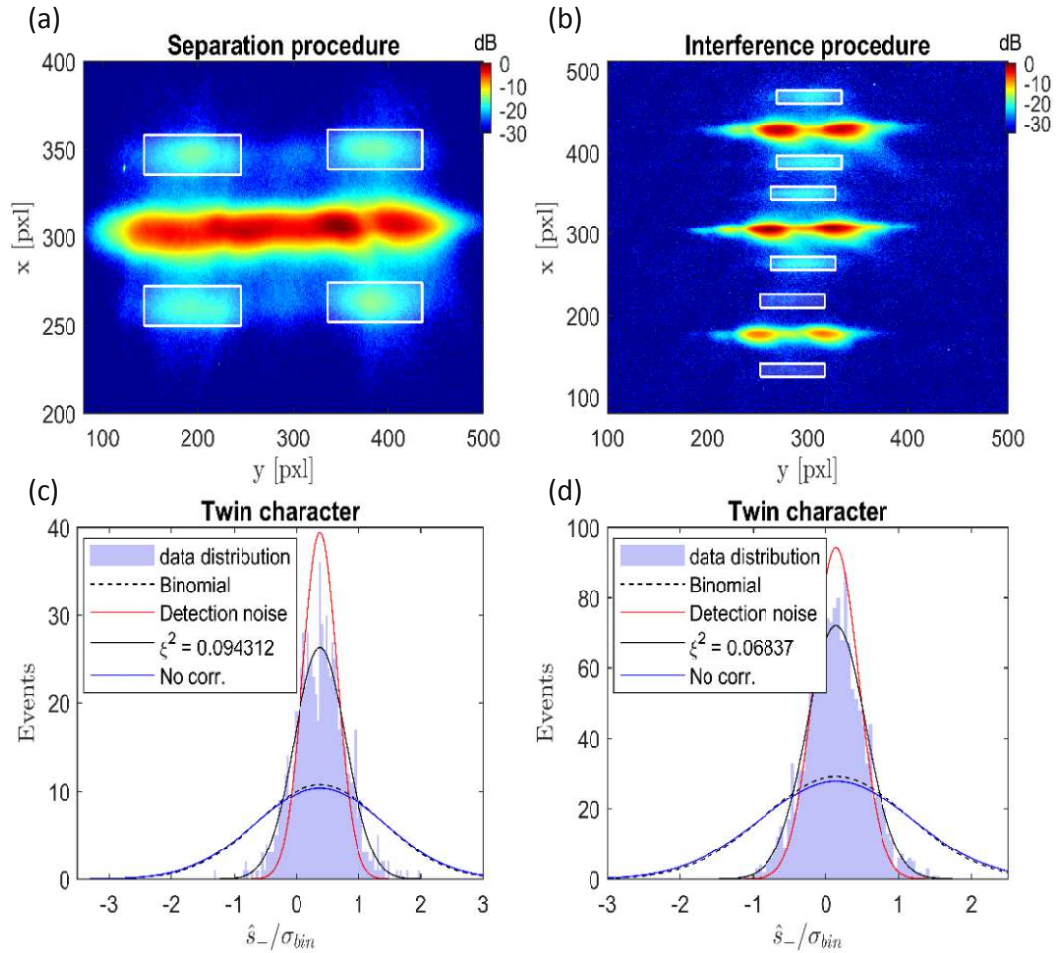 (a)
Separation procedure
dB
0
-10
-20
-30
400
350
300
250
200
x [pxl]
100
200
300
400
500
y [pxl]
(b)
Interference procedure
dB
0
-10
-20
-30
500
400
300
200
100
x [pxl]
100
200
300
400
500
y [pxl]
(c)
Twin character
40
30
20
10
0
Events
data distribution
Binomial
Detection noise
ξ² = 0.094312
No corr.
-3
-2
-1
0
1
2
3
ŝ₋/σ_bin
(d)
Twin character
100
80
60
40
20
0
Events
data distribution
Binomial
Detection noise
ξ² = 0.06837
No corr.
-3
-2
-1
0
1
2
ŝ₋/σ_bin